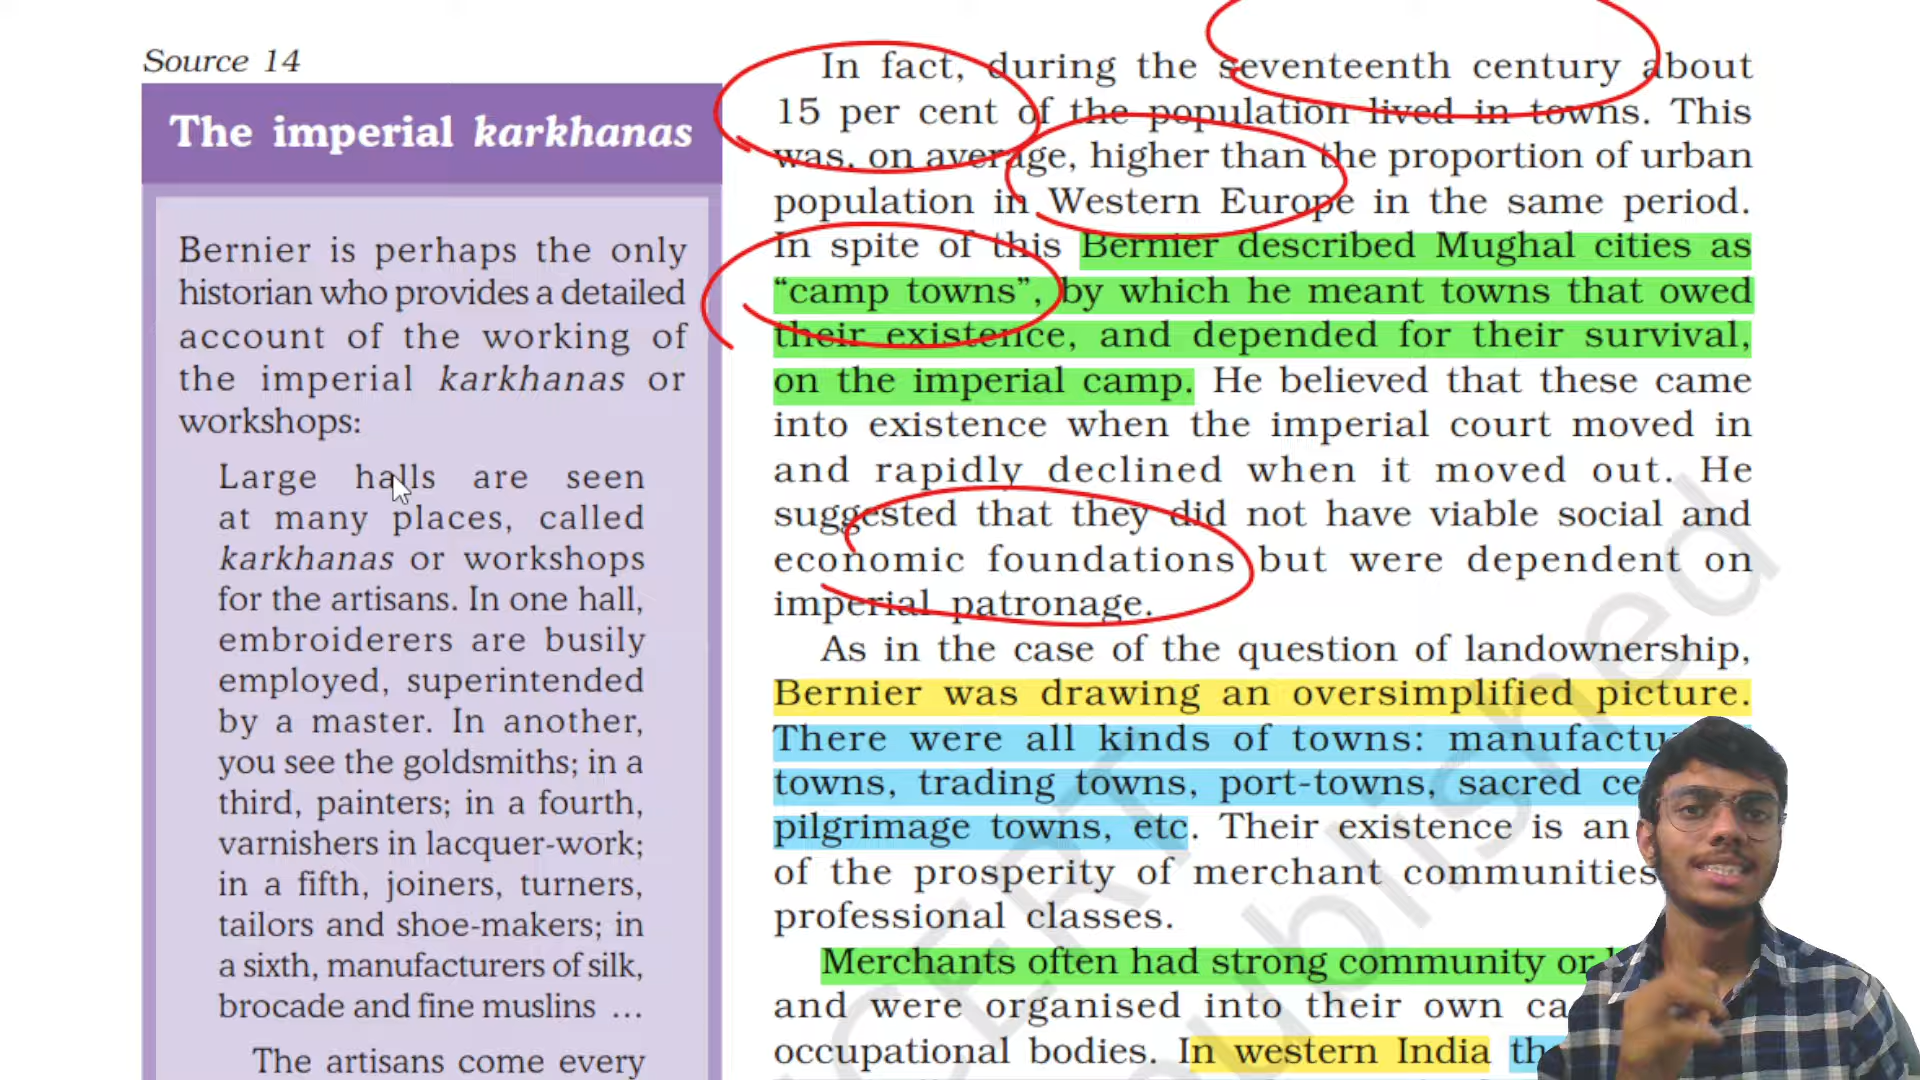 Source 14
The imperial karkhanas
Bernier is perhaps the only
historian who provides a detailed
account of the working of
the imperial karkhanas or
workshops:
Large halls are seen
at many places, called
karkhanas or workshops
for the artisans. In one hall,
embroiderers are busily
employed, superintended
by a master. In another,
you see the goldsmiths; in a
third, painters; in a fourth,
varnishers in lacquer-work;
in a fifth, joiners, turners,
tailors and shoe-makers; in
a sixth, manufacturers of silk,
brocade and fine muslins …
The artisans come every
In fact, during the seventeenth century about
15 per cent of the population lived in towns. This
was, on average, higher than the proportion of urban
population in Western Europe in the same period.
In spite of this Bernier described Mughal cities as
“camp towns”, by which he meant towns that owed
their existence, and depended for their survival,
on the imperial camp. He believed that these came
into existence when the imperial court moved in
and rapidly declined when it moved out. He
suggested that they did not have viable social and
economic foundations but were dependent on
imperial patronage.
As in the case of the question of landownership,
Bernier was drawing an oversimplified picture.
There were all kinds of towns:
towns, trading towns, port-towns, sacred
pilgrimage towns, etc. Their existence is an
of the prosperity of merchant communities
professional classes.
Merchants often had strong community or
and were organised into their own
occupational bodies. In western India